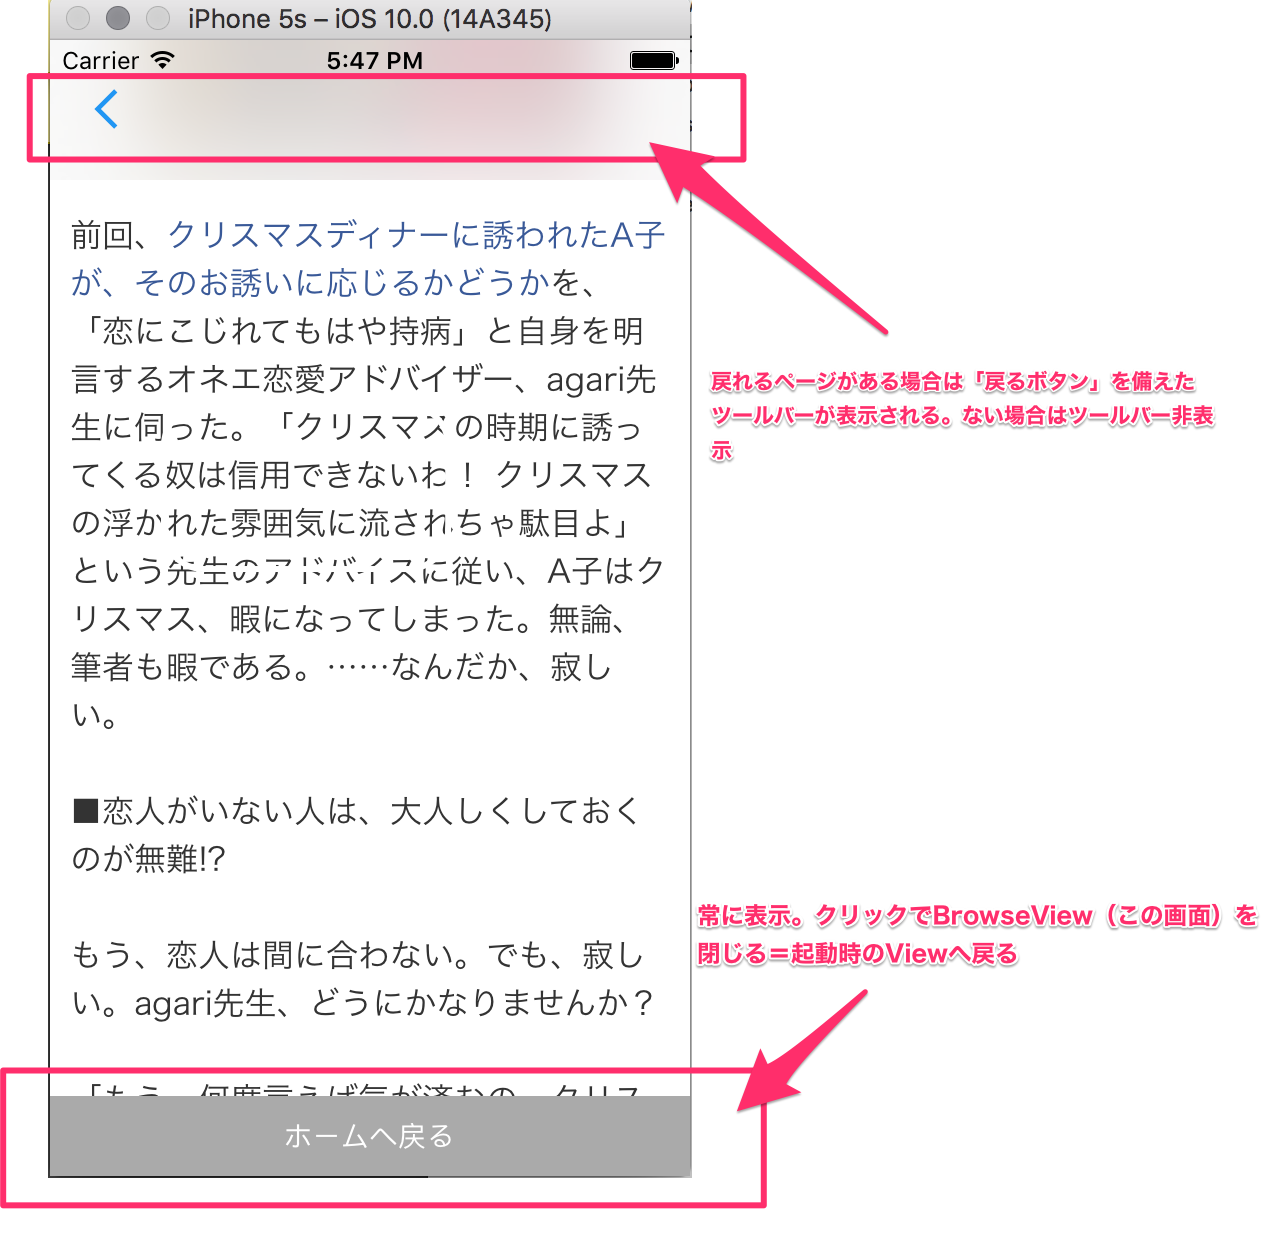 iPhone 5s – iOS 10.0 (14A345)
Carrier 5:47 PM
前回、クリスマスディナーに誘われたA子
が、そのお誘いに応じるかどうかを、
「恋にこじれてもはや持病」と自身を明
言するオネエ恋愛アドバイザー、agari先
生に伺った。「クリスマスの時期に誘っ
てくる奴は信用できないわ！ クリスマス
の浮かれた雰囲気に流されちゃ駄目よ」
という先生のアドバイスに従い、A子はク
リスマス、暇になってしまった。無論、
筆者も暇である。……なんだか、寂し
い。
■恋人がいない人は、大人しくしておく
のが無難!?
もう、恋人は間に合わない。でも、寂し
い。agari先生、どうにかなりませんか？
「もう、何度言えば気が済むの。クリス
ホームへ戻る
戻れるページがある場合は「戻るボタン」を備えた
ツールバーが表示される。ない場合はツールバー非表
示
常に表示。クリックでBrowseView（この画面）を
閉じる＝起動時のViewへ戻る